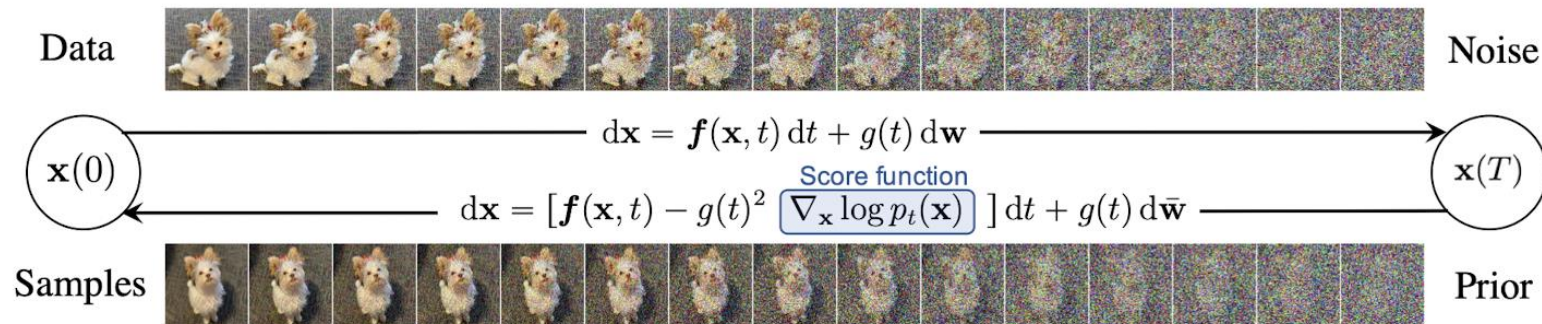 Data
Noise
x(0)
dx = f(x, t) dt + g(t) dw
x(T)
Score function
dx = [f(x, t) − g(t)² ∇ₓ log pₜ(x) ] dt + g(t) dw̄
Samples
Prior